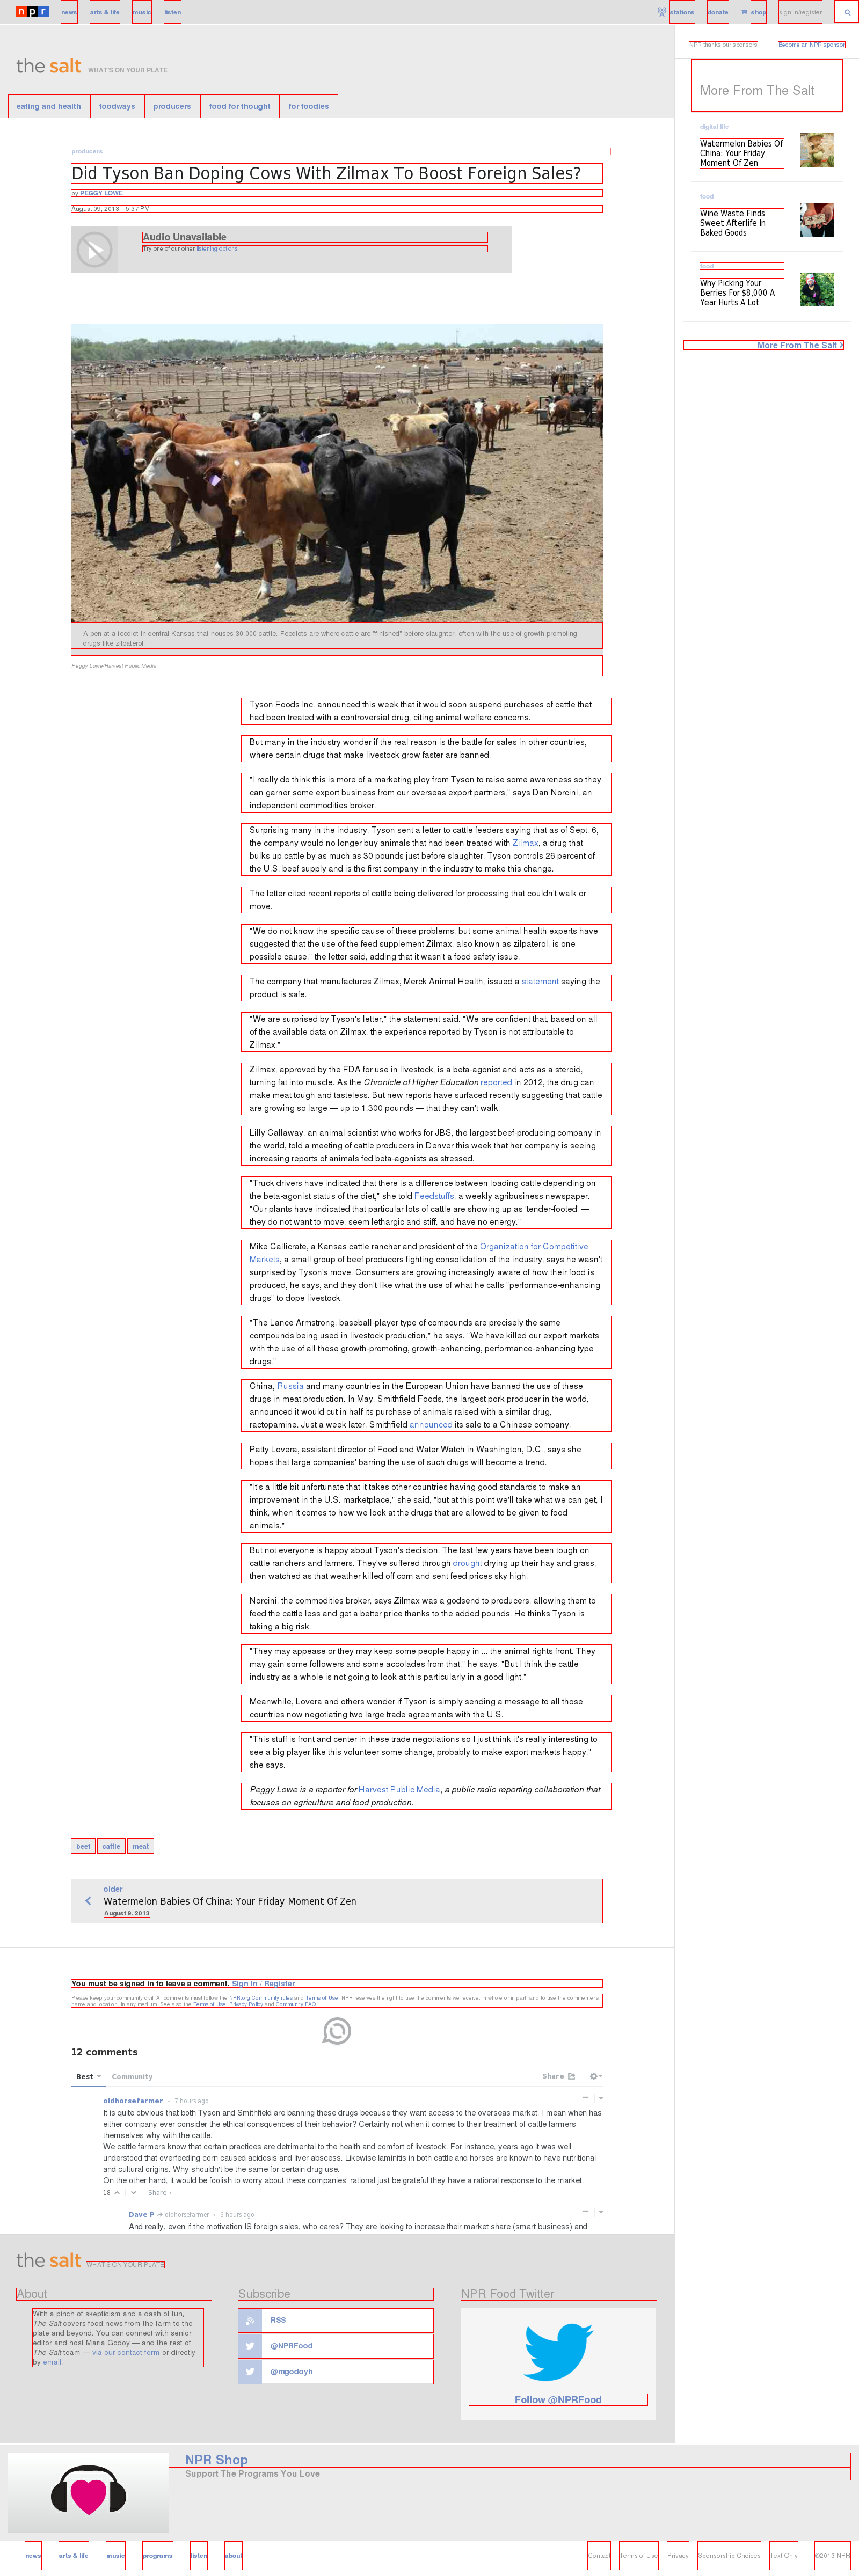 npr
news
arts & life
music
listen
stations
donate
shop
sign in/register
the salt
WHAT'S ON YOUR PLATE
NPR thanks our sponsors
Become an NPR sponsor
eating and health
foodways
producers
food for thought
for foodies
producers
Did Tyson Ban Doping Cows With Zilmax To Boost Foreign Sales?
by PEGGY LOWE
August 09, 2013 5:37 PM
Audio Unavailable
Try one of our other listening options
A pen at a feedlot in central Kansas that houses 30,000 cattle. Feedlots are where cattle are "finished" before slaughter, often with the use of growth-promoting
drugs like zilpaterol.
Peggy Lowe/Harvest Public Media
Tyson Foods Inc. announced this week that it would soon suspend purchases of cattle that
had been treated with a controversial drug, citing animal welfare concerns.
But many in the industry wonder if the real reason is the battle for sales in other countries,
where certain drugs that make livestock grow faster are banned.
"I really do think this is more of a marketing ploy from Tyson to raise some awareness so they
can garner some export business from our overseas export partners," says Dan Norcini, an
independent commodities broker.
Surprising many in the industry, Tyson sent a letter to cattle feeders saying that as of Sept. 6,
the company would no longer buy animals that had been treated with Zilmax, a drug that
bulks up cattle by as much as 30 pounds just before slaughter. Tyson controls 26 percent of
the U.S. beef supply and is the first company in the industry to make this change.
The letter cited recent reports of cattle being delivered for processing that couldn't walk or
move.
"We do not know the specific cause of these problems, but some animal health experts have
suggested that the use of the feed supplement Zilmax, also known as zilpaterol, is one
possible cause," the letter said, adding that it wasn't a food safety issue.
The company that manufactures Zilmax, Merck Animal Health, issued a statement saying the
product is safe.
"We are surprised by Tyson's letter," the statement said. "We are confident that, based on all
of the available data on Zilmax, the experience reported by Tyson is not attributable to
Zilmax."
Zilmax, approved by the FDA for use in livestock, is a beta-agonist and acts as a steroid,
turning fat into muscle. As the Chronicle of Higher Education reported in 2012, the drug can
make meat tough and tasteless. But new reports have surfaced recently suggesting that cattle
are growing so large — up to 1,300 pounds — that they can't walk.
Lilly Callaway, an animal scientist who works for JBS, the largest beef-producing company in
the world, told a meeting of cattle producers in Denver this week that her company is seeing
increasing reports of animals fed beta-agonists as stressed.
"Truck drivers have indicated that there is a difference between loading cattle depending on
the beta-agonist status of the diet," she told Feedstuffs, a weekly agribusiness newspaper.
"Our plants have indicated that particular lots of cattle are showing up as 'tender-footed' —
they do not want to move, seem lethargic and stiff, and have no energy."
Mike Callicrate, a Kansas cattle rancher and president of the Organization for Competitive
Markets, a small group of beef producers fighting consolidation of the industry, says he wasn't
surprised by Tyson's move. Consumers are growing increasingly aware of how their food is
produced, he says, and they don't like what the use of what he calls "performance-enhancing
drugs" to dope livestock.
"The Lance Armstrong, baseball-player type of compounds are precisely the same
compounds being used in livestock production," he says. "We have killed our export markets
with the use of all these growth-promoting, growth-enhancing, performance-enhancing type
drugs."
China, Russia and many countries in the European Union have banned the use of these
drugs in meat production. In May, Smithfield Foods, the largest pork producer in the world,
announced it would cut in half its purchase of animals raised with a similar drug,
ractopamine. Just a week later, Smithfield announced its sale to a Chinese company.
Patty Lovera, assistant director of Food and Water Watch in Washington, D.C., says she
hopes that large companies' barring the use of such drugs will become a trend.
"It's a little bit unfortunate that it takes other countries having good standards to make an
improvement in the U.S. marketplace," she said, "but at this point we'll take what we can get, I
think, when it comes to how we look at the drugs that are allowed to be given to food
animals."
But not everyone is happy about Tyson's decision. The last few years have been tough on
cattle ranchers and farmers. They've suffered through drought drying up their hay and grass,
then watched as that weather killed off corn and sent feed prices sky high.
Norcini, the commodities broker, says Zilmax was a godsend to producers, allowing them to
feed the cattle less and get a better price thanks to the added pounds. He thinks Tyson is
taking a big risk.
"They may appease or they may keep some people happy in ... the animal rights front. They
may gain some followers and some accolades from that," he says. "But I think the cattle
industry as a whole is not going to look at this particularly in a good light."
Meanwhile, Lovera and others wonder if Tyson is simply sending a message to all those
countries now negotiating two large trade agreements with the U.S.
"This stuff is front and center in these trade negotiations so I just think it's really interesting to
see a big player like this volunteer some change, probably to make export markets happy,"
she says.
Peggy Lowe is a reporter for Harvest Public Media, a public radio reporting collaboration that
focuses on agriculture and food production.
beef
cattle
meat
older
Watermelon Babies Of China: Your Friday Moment Of Zen
August 9, 2013
You must be signed in to leave a comment. Sign In / Register
Please keep your community civil. All comments must follow the NPR.org Community rules and Terms of Use. NPR reserves the right to use the comments we receive, in whole or in part, and to use the commenter's
name and location, in any medium. See also the Terms of Use, Privacy Policy and Community FAQ.
12 comments
Best
Community
Share
oldhorsefarmer • 7 hours ago
It is quite obvious that both Tyson and Smithfield are banning these drugs because they want access to the overseas market. I mean when has
either company ever consider the ethical consquences of their behavior? Certainly not when it comes to their treatment of cattle farmers
themselves why with the cattle.
We cattle farmers know that certain practices are detrimental to the health and comfort of livestock. For instance, years ago it was well
understood that overfeeding corn caused acidosis and liver abscess. Likewise laminitis in both cattle and horses are known to have nutritional
and cultural origins. Why shouldn't be the same for certain drug use.
On the other hand, it would be foolish to worry about these companies' rational just be grateful they have a rational response to the market.
18
Share ›
Dave P oldhorsefarmer • 6 hours ago
And really, even if the motivation IS foreign sales, who cares? They are looking to increase their market share (smart business) and
More From The Salt
digital life
Watermelon Babies Of
China: Your Friday
Moment Of Zen
food
Wine Waste Finds
Sweet Afterlife In
Baked Goods
food
Why Picking Your
Berries For $8,000 A
Year Hurts A Lot
More From The Salt
the salt
WHAT'S ON YOUR PLATE
About
With a pinch of skepticism and a dash of fun,
The Salt covers food news from the farm to the
plate and beyond. You can connect with senior
editor and host Maria Godoy — and the rest of
The Salt team — via our contact form or directly
by email.
Subscribe
RSS
@NPRFood
@mgodoyh
NPR Food Twitter
Follow @NPRFood
NPR Shop
Support The Programs You Love
news
arts & life
music
programs
listen
about
Contact
Terms of Use
Privacy
Sponsorship Choices
Text-Only
©2013 NPR